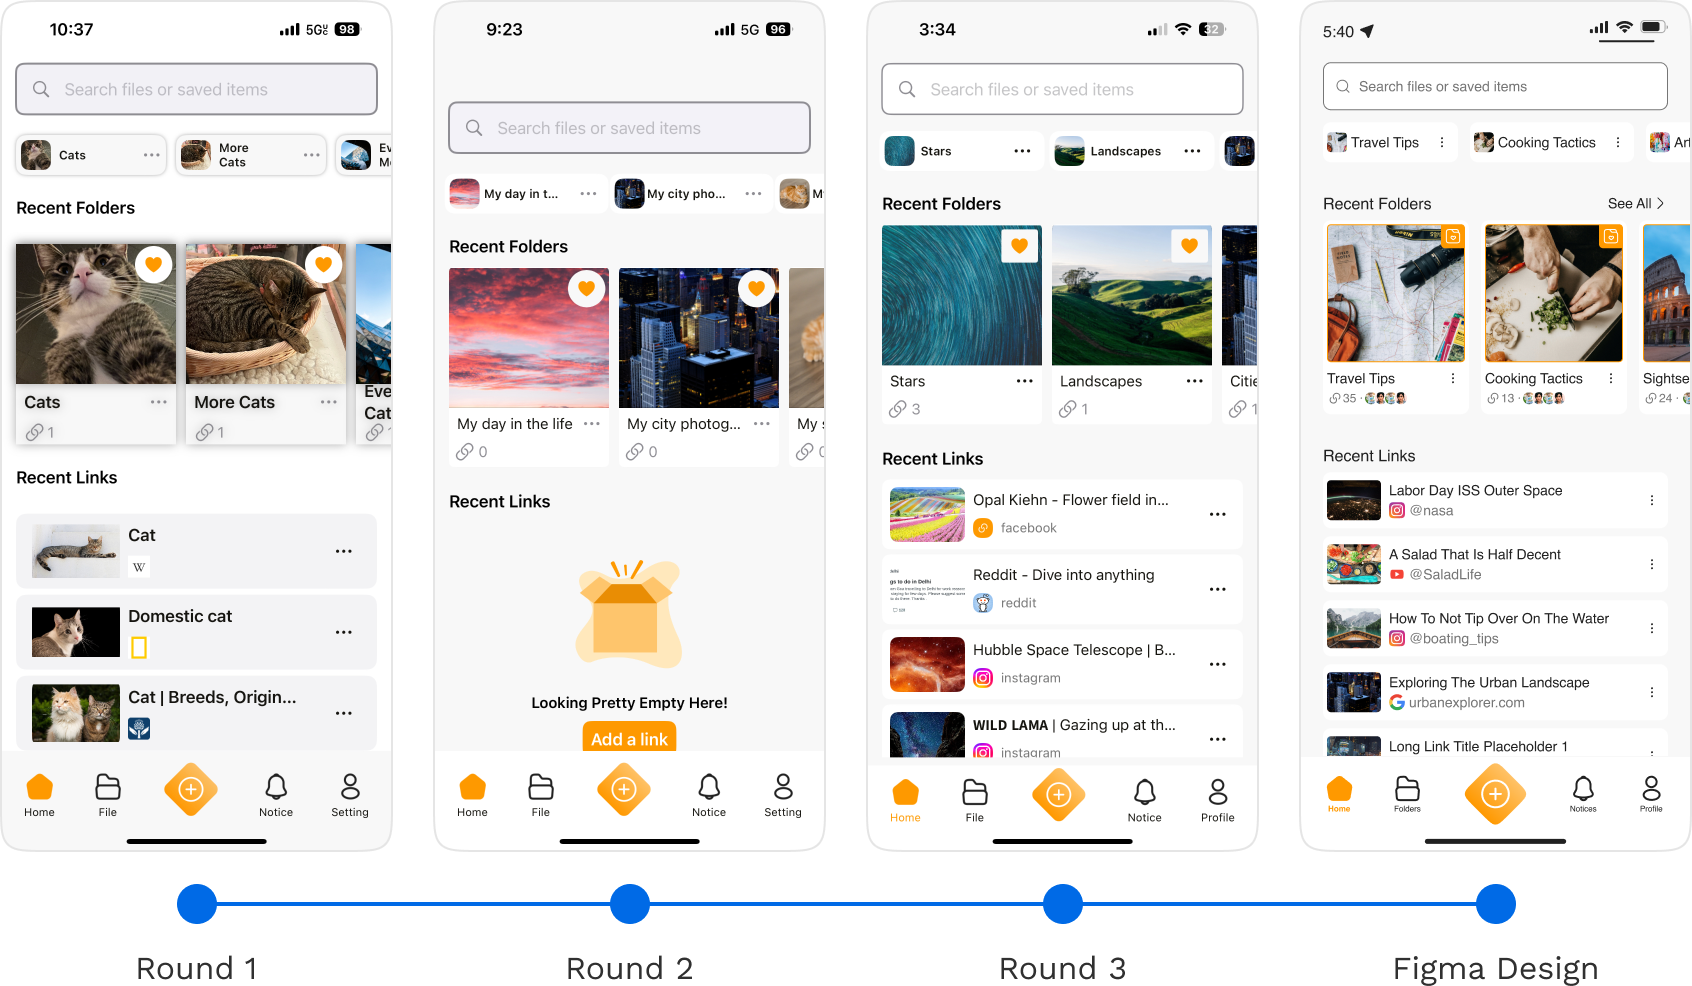 10:37
5GUC 98
Search files or saved items
Cats
More
Cats
Ev
Mo
Recent Folders
Cats
1
More Cats
1
Eve
Cat
1
Recent Links
Cat
W
Domestic cat
Cat | Breeds, Origin...
Home
File
Notice
Setting
9:23
5G 96
Search files or saved items
My day in t...
My city pho...
M
Recent Folders
My day in the life
0
My city photog...
0
My s
0
Recent Links
Looking Pretty Empty Here!
Add a link
Home
File
Notice
Setting
3:34
32
Search files or saved items
Stars
Landscapes
Recent Folders
Stars
3
Landscapes
1
Citie
1
Recent Links
Opal Kiehn - Flower field in...
facebook
gs to do in Delhi
Reddit - Dive into anything
reddit
Hubble Space Telescope | B...
instagram
WILD LAMA | Gazing up at th...
instagram
Home
File
Notice
Profile
5:40
Search files or saved items
Travel Tips
Cooking Tactics
Art
Recent Folders
See All
Travel Tips
35 ·
Cooking Tactics
13 ·
Sightse
24 ·
Recent Links
Labor Day ISS Outer Space
@nasa
A Salad That Is Half Decent
@SaladLife
How To Not Tip Over On The Water
@boating_tips
Exploring The Urban Landscape
urbanexplorer.com
Long Link Title Placeholder 1
Home
Folders
Notices
Profile
Round 1
Round 2
Round 3
Figma Design